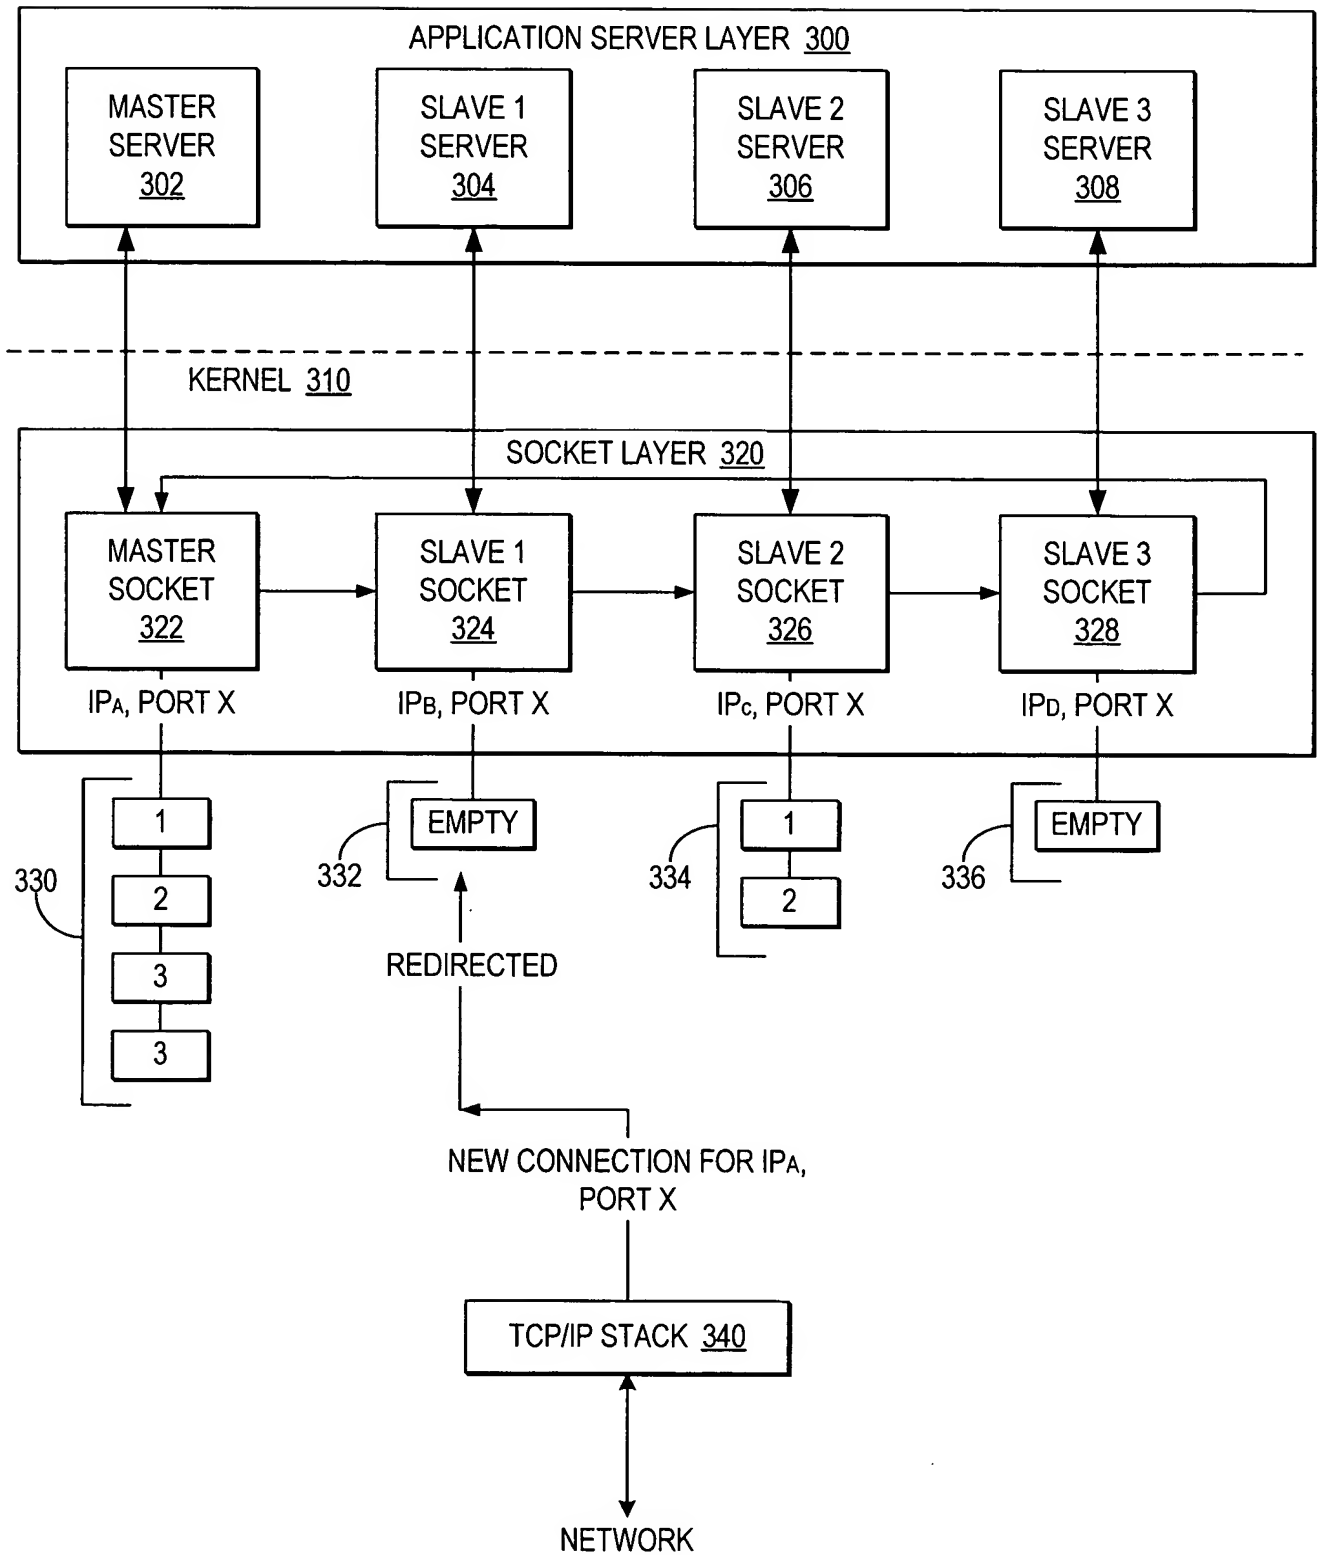 APPLICATION SERVER LAYER 300
MASTER
SERVER
302
SLAVE 1
SERVER
304
SLAVE 2
SERVER
306
SLAVE 3
SERVER
308
KERNEL 310
SOCKET LAYER 320
MASTER
SOCKET
322
SLAVE 1
SOCKET
324
SLAVE 2
SOCKET
326
SLAVE 3
SOCKET
328
IPA, PORT X
IPB, PORT X
IPC, PORT X
IPD, PORT X
330
1
2
3
3
332
EMPTY
334
1
2
336
EMPTY
REDIRECTED
NEW CONNECTION FOR IPA,
PORT X
TCP/IP STACK 340
NETWORK